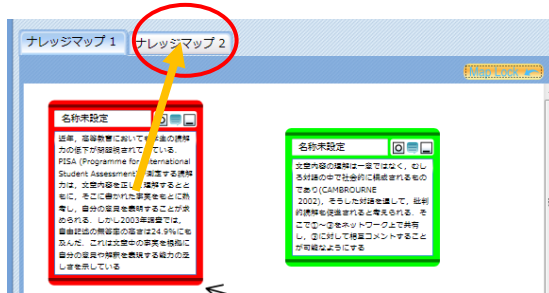 ナレッジマップ 1
ナレッジマップ 2
Map Lock
名称未設定
近年，高等教育においても学生の読解
力の低下が問題視されている．
PISA (Programme for International
Student Assessment)の測定する読解
力は，文章内容を正しく理解するとと
もに，そこに書かれた事実をもとに熟
考し，自分の意見を表明することが求
められる．しかし2003年調査では，
自由記述の無答率の高さは24.9%にも
及んだ．これは文章中の事実を根拠に
自分の意見や解釈を表現する能力の乏
しさを示している
名称未設定
文章内容の理解は一意ではなく，むし
ろ対話の中で社会的に構成されるもの
であり(CAMBROURNE
2002)，そうした対話を通して，批判
的読解も促進されると考えられる．そ
こで①～③をネットワーク上で共有
し，③に対して相互コメントすること
が可能なようにする